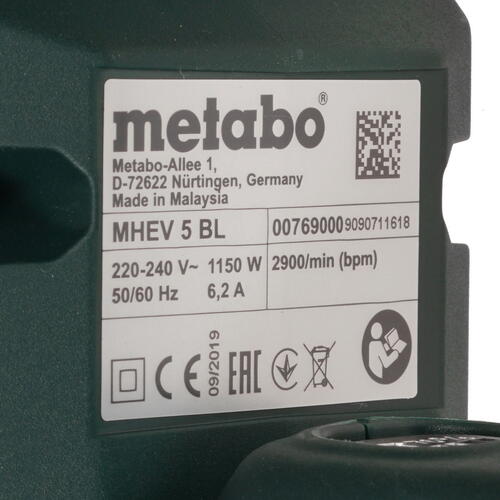 metabo®
Metabo-Allee 1,
D-72622 Nürtingen, Germany
Made in Malaysia
MHEV 5 BL 00769000 9090711618
220-240 V~ 1150 W 2900/min (bpm)
50/60 Hz 6,2 A
CE 09/2019 EAC